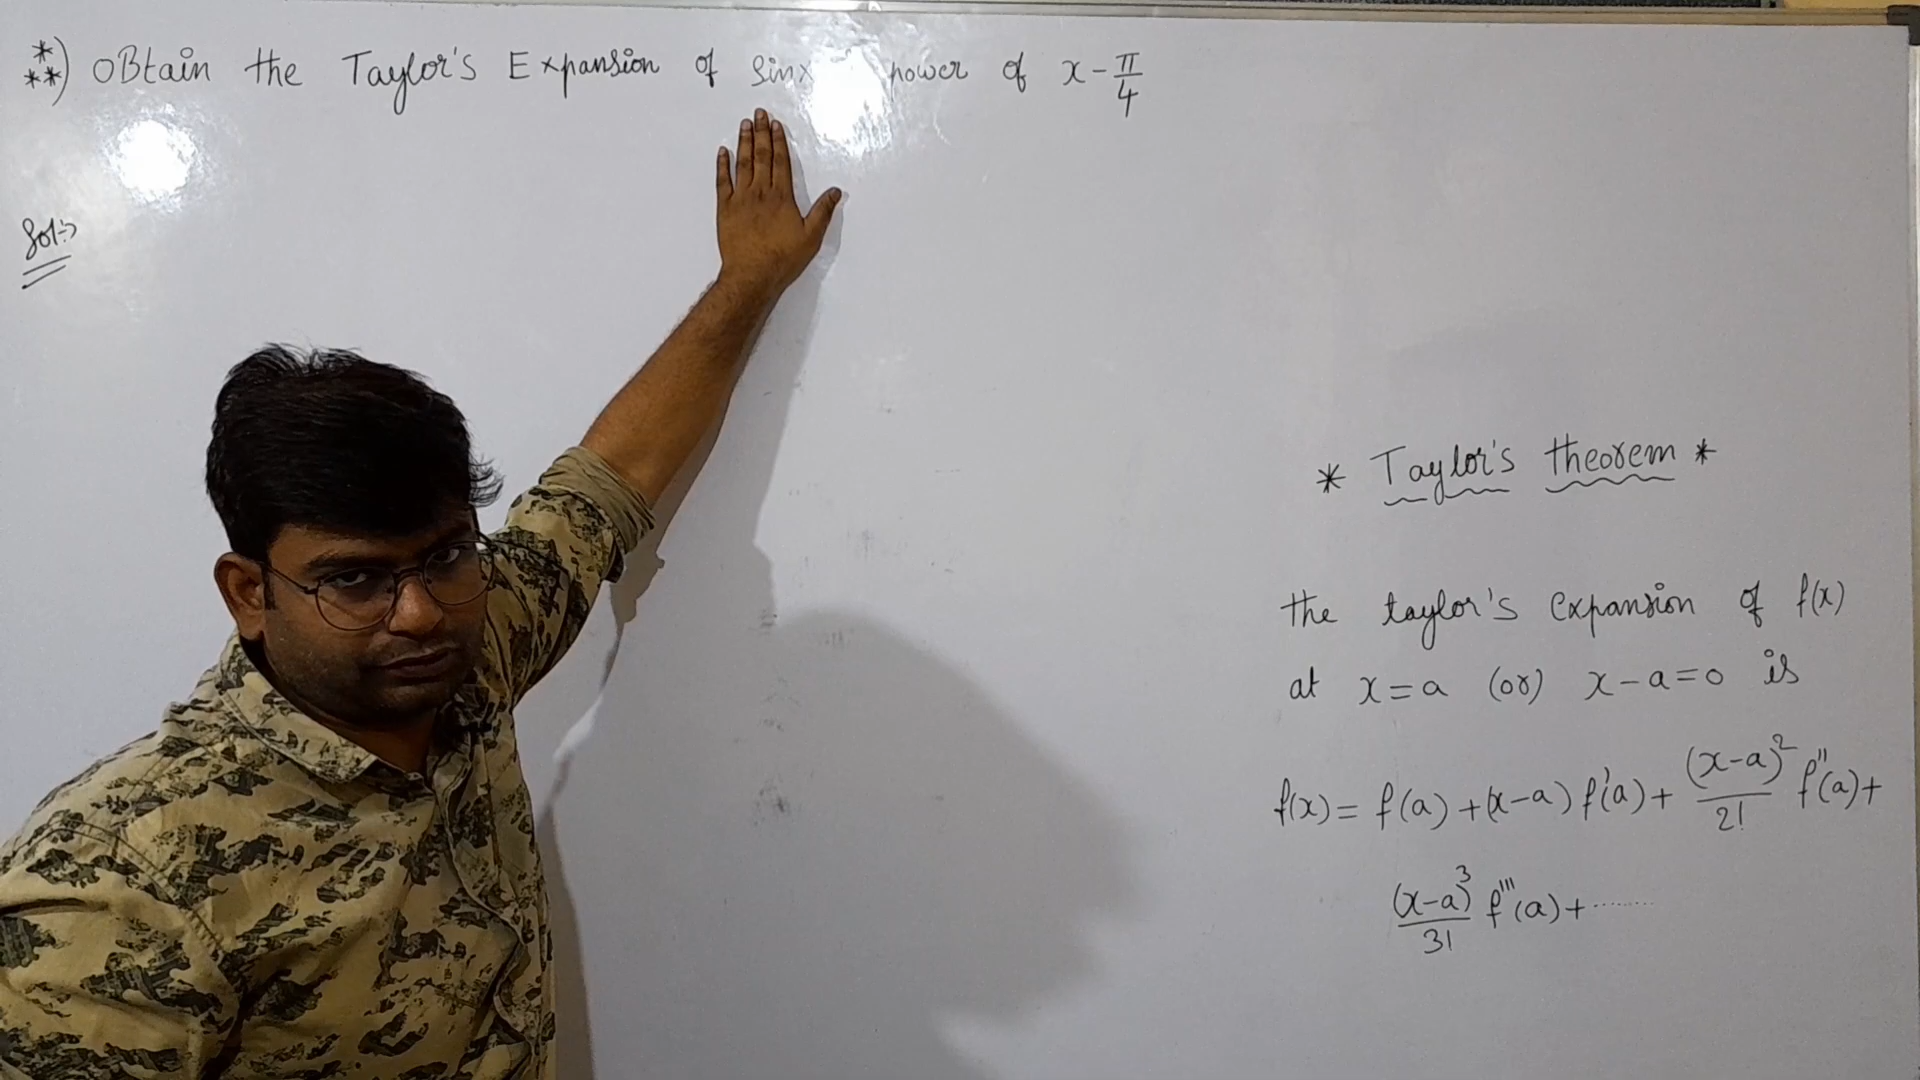 ***) OBtain the Taylor's Expansion of sinx power of x - π/4
Sol:>
* Taylor's theorem *
the taylor's expansion of f(x)
at x=a (or) x-a=0 is
f(x) = f(a) + (x-a) f'(a) + (x-a)²/2! f''(a) +
(x-a)³/3! f'''(a) + ........